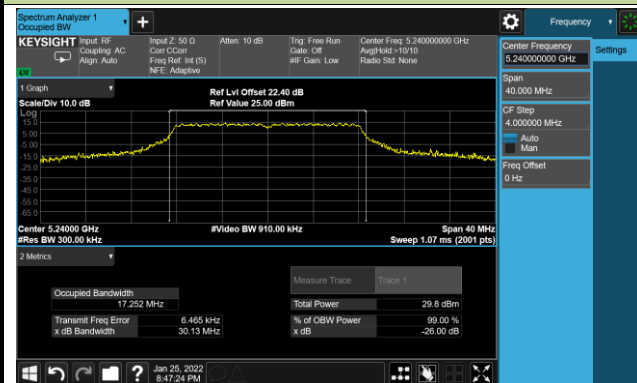 Spectrum Analyzer 1
Occupied BW
Frequency
KEYSIGHT
Input: RF
Coupling: AC
Align: Auto
Input Z: 50 Ω
Corr CCorr
Freq Ref: Int (S)
NFE: Adaptive
Atten: 10 dB
Trig: Free Run
Gate: Off
#IF Gain: Low
Center Freq: 5.240000000 GHz
Avg|Hold:>10/10
Radio Std: None
Center Frequency
5.240000000 GHz
Settings
Span
40.000 MHz
CF Step
4.000000 MHz
Auto
Man
Freq Offset
0 Hz
1 Graph
Scale/Div 10.0 dB
Ref Lvl Offset 22.40 dB
Ref Value 25.00 dBm
Log
15.0
5.00
-5.00
-15.0
-25.0
-35.0
-45.0
-55.0
-65.0
Center 5.24000 GHz
#Res BW 300.00 kHz
#Video BW 910.00 kHz
Span 40 MHz
Sweep 1.07 ms (2001 pts)
2 Metrics
Measure Trace
Trace 1
Occupied Bandwidth
17.252 MHz
Total Power
29.8 dBm
Transmit Freq Error
6.465 kHz
% of OBW Power
99.00 %
x dB Bandwidth
30.13 MHz
x dB
-26.00 dB
Jan 25, 2022
8:47:24 PM